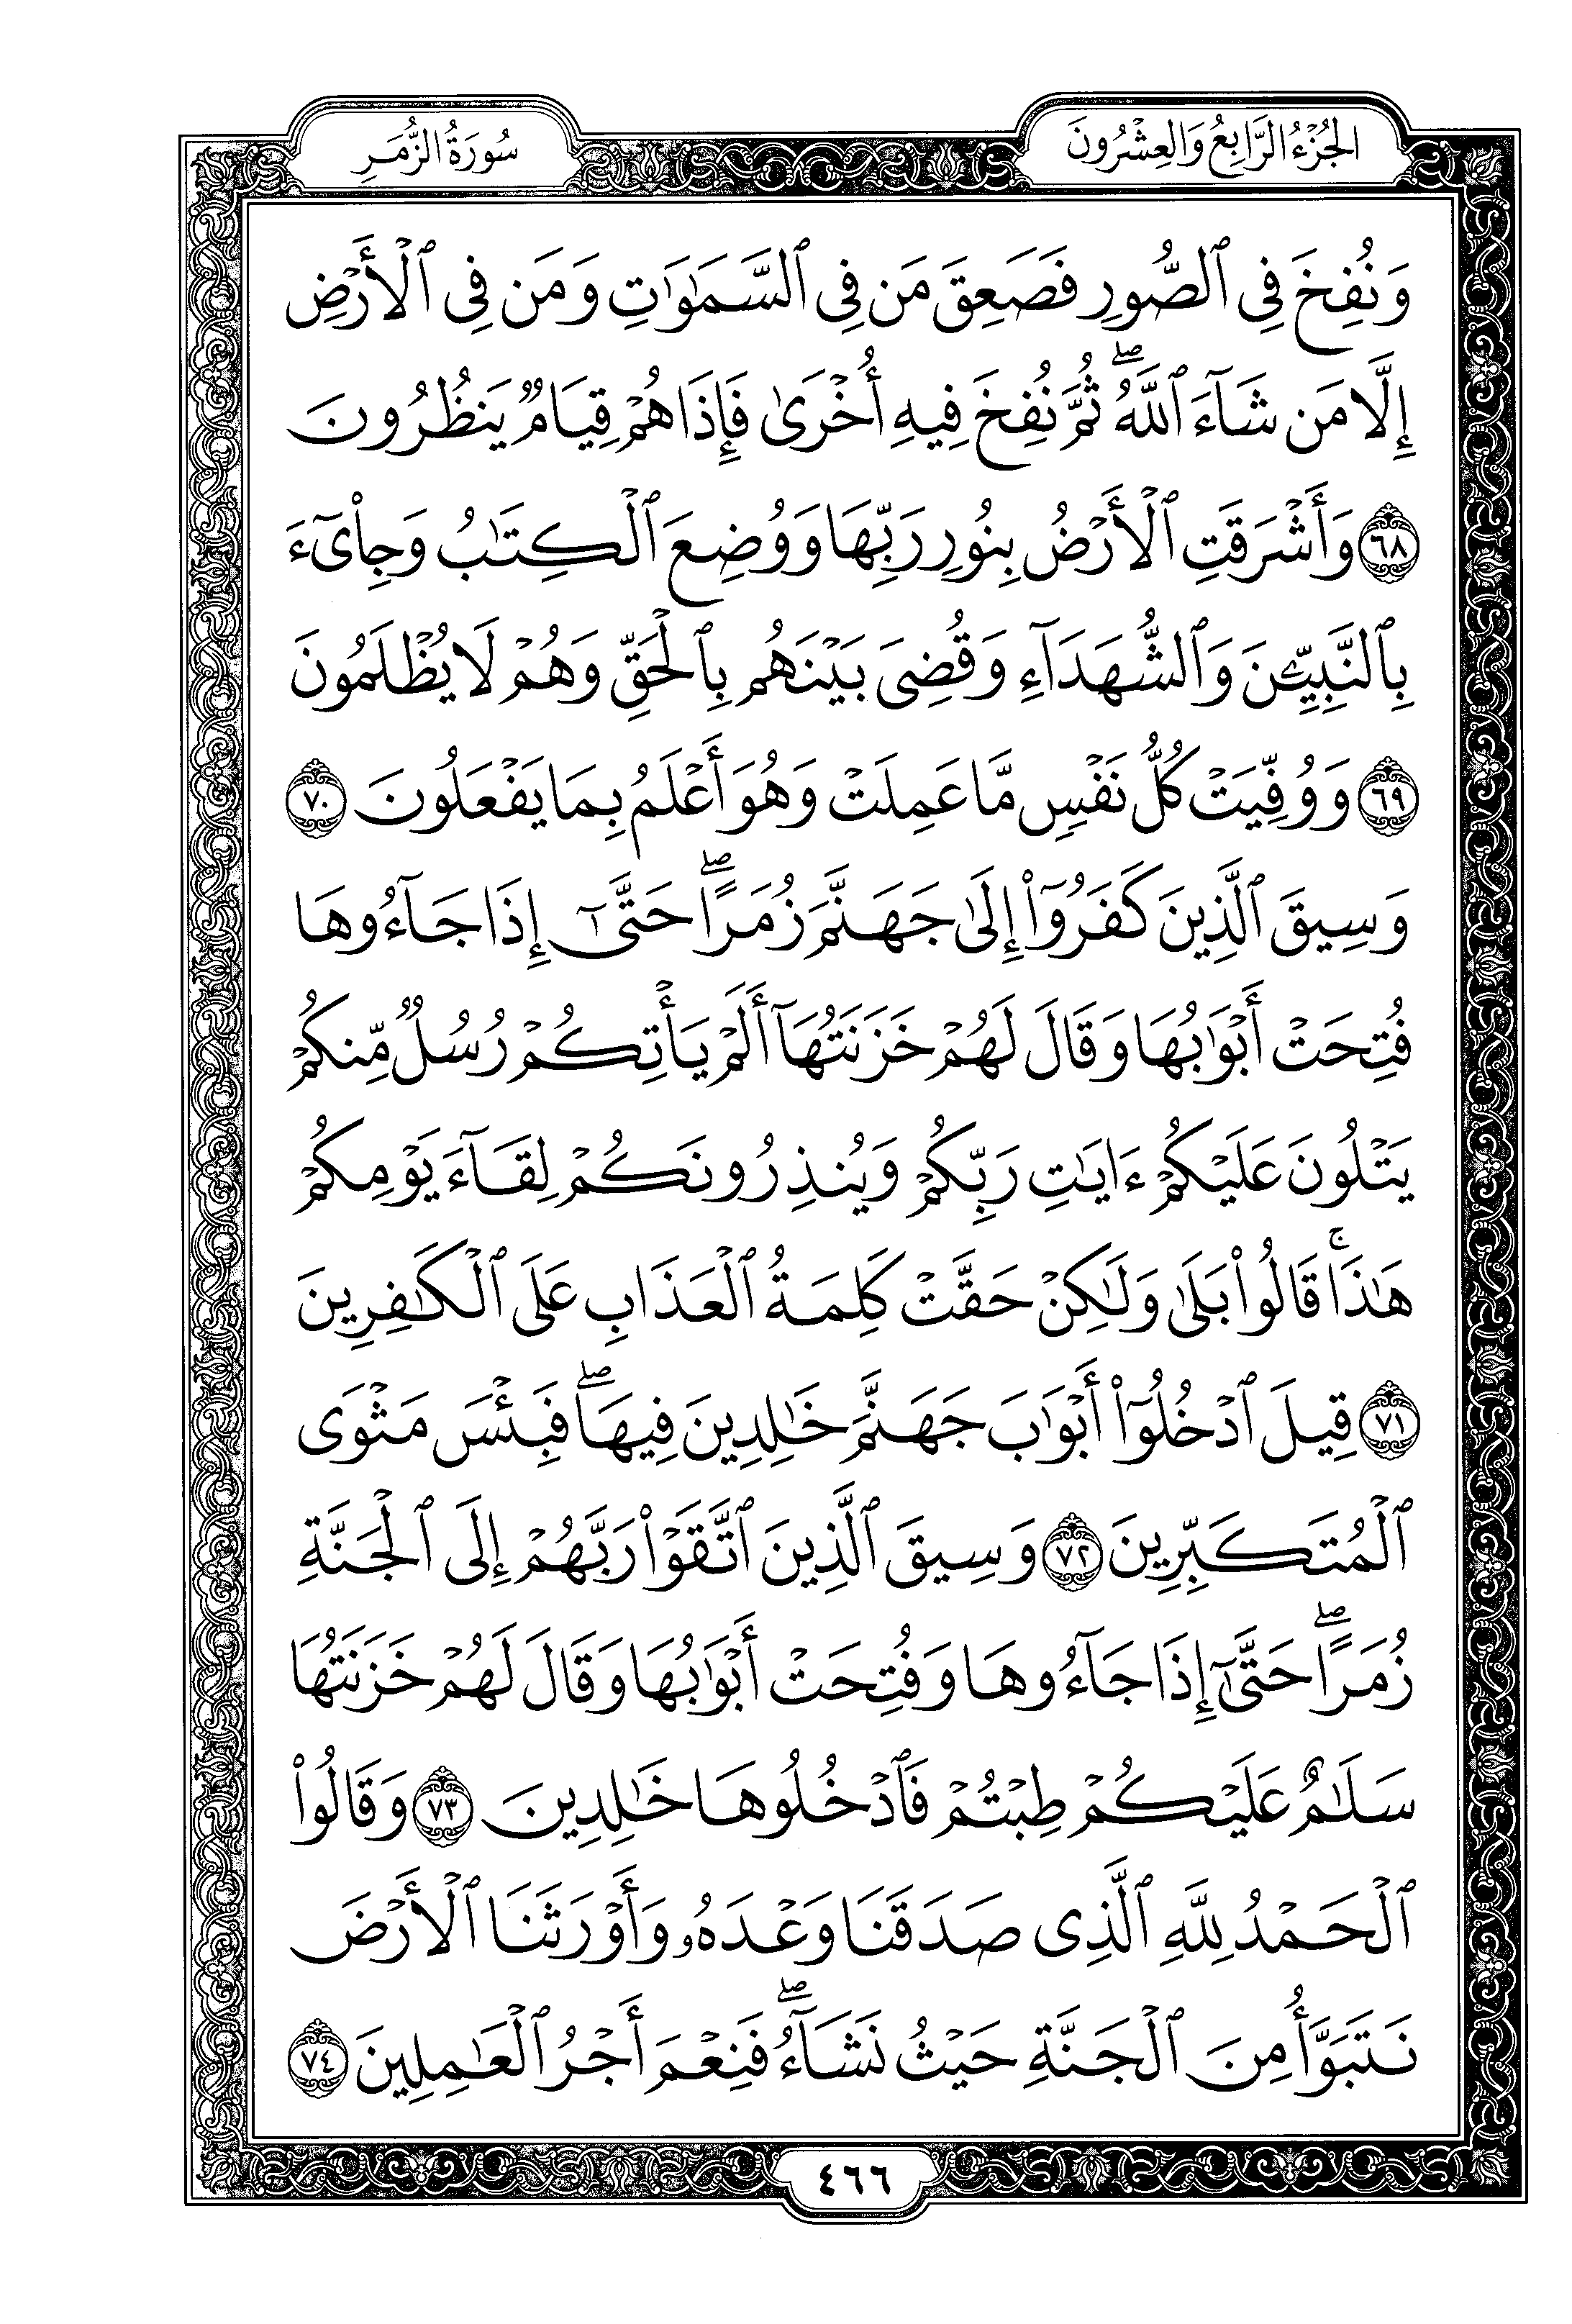 الجُزْءُ الرَّابِعُ وَالعِشْرُونَ
سُورَةُ الزُّمَرِ
وَنُفِخَ فِي ٱلصُّورِ فَصَعِقَ مَن فِي ٱلسَّمَٰوَٰتِ وَمَن فِي ٱلْأَرْضِ
إِلَّا مَن شَآءَ ٱللَّهُۖ ثُمَّ نُفِخَ فِيهِ أُخْرَىٰ فَإِذَا هُمْ قِيَامٌ يَنظُرُونَ
٦٨ وَأَشْرَقَتِ ٱلْأَرْضُ بِنُورِ رَبِّهَا وَوُضِعَ ٱلْكِتَٰبُ وَجِا۟ىٓءَ
بِٱلنَّبِيِّۦنَ وَٱلشُّهَدَآءِ وَقُضِىَ بَيْنَهُم بِٱلْحَقِّ وَهُمْ لَا يُظْلَمُونَ
٦٩ وَوُفِّيَتْ كُلُّ نَفْسٍ مَّا عَمِلَتْ وَهُوَ أَعْلَمُ بِمَا يَفْعَلُونَ ٧٠
وَسِيقَ ٱلَّذِينَ كَفَرُوٓا۟ إِلَىٰ جَهَنَّمَ زُمَرًاۖ حَتَّىٰٓ إِذَا جَآءُوهَا
فُتِحَتْ أَبْوَٰبُهَا وَقَالَ لَهُمْ خَزَنَتُهَآ أَلَمْ يَأْتِكُمْ رُسُلٌ مِّنكُمْ
يَتْلُونَ عَلَيْكُمْ ءَايَٰتِ رَبِّكُمْ وَيُنذِرُونَكُمْ لِقَآءَ يَوْمِكُمْ
هَٰذَاۚ قَالُوا۟ بَلَىٰ وَلَٰكِنْ حَقَّتْ كَلِمَةُ ٱلْعَذَابِ عَلَى ٱلْكَٰفِرِينَ
٧١ قِيلَ ٱدْخُلُوٓا۟ أَبْوَٰبَ جَهَنَّمَ خَٰلِدِينَ فِيهَاۖ فَبِئْسَ مَثْوَى
ٱلْمُتَكَبِّرِينَ ٧٢ وَسِيقَ ٱلَّذِينَ ٱتَّقَوْا۟ رَبَّهُمْ إِلَى ٱلْجَنَّةِ
زُمَرًاۖ حَتَّىٰٓ إِذَا جَآءُوهَا وَفُتِحَتْ أَبْوَٰبُهَا وَقَالَ لَهُمْ خَزَنَتُهَا
سَلَٰمٌ عَلَيْكُمْ طِبْتُمْ فَٱدْخُلُوهَا خَٰلِدِينَ ٧٣ وَقَالُوا۟
ٱلْحَمْدُ لِلَّهِ ٱلَّذِى صَدَقَنَا وَعْدَهُۥ وَأَوْرَثَنَا ٱلْأَرْضَ
نَتَبَوَّأُ مِنَ ٱلْجَنَّةِ حَيْثُ نَشَآءُۖ فَنِعْمَ أَجْرُ ٱلْعَٰمِلِينَ ٧٤
٤٦٦